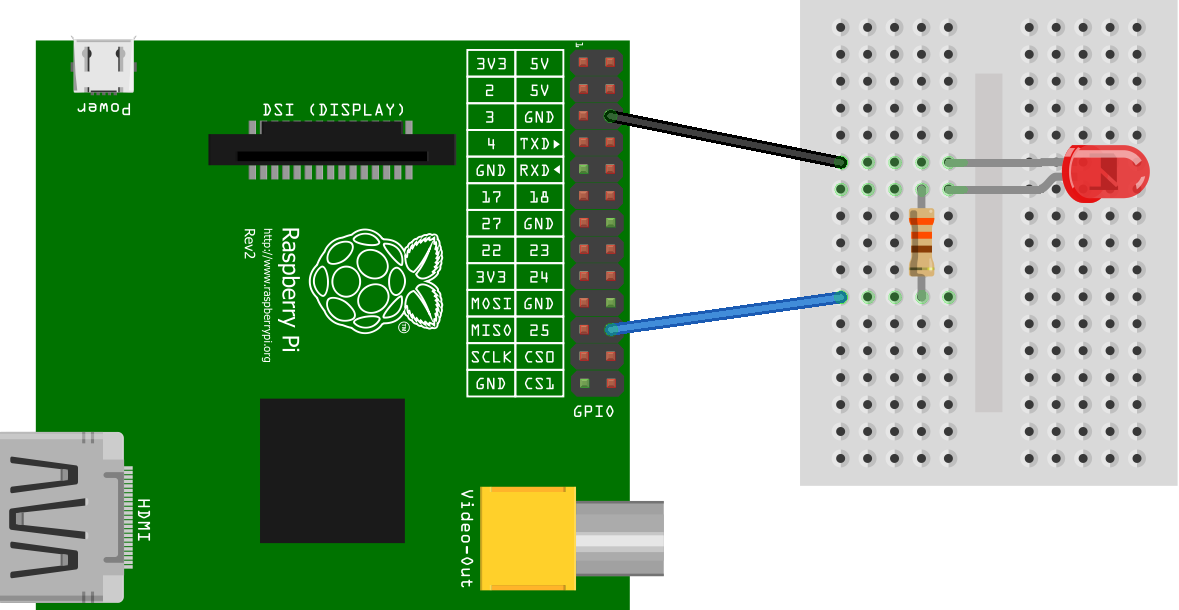 Power
DSI (DISPLAY)
1
3V3 5V
2 5V
3 GND
4 TXD▸
GND RXD◂
17 18
27 GND
22 23
3V3 24
MOSI GND
MISO 25
SCLK CS0
GND CS1
GPIO
Raspberry Pi
http://www.raspberrypi.org
Rev2
TM
HDMI
Video-Out